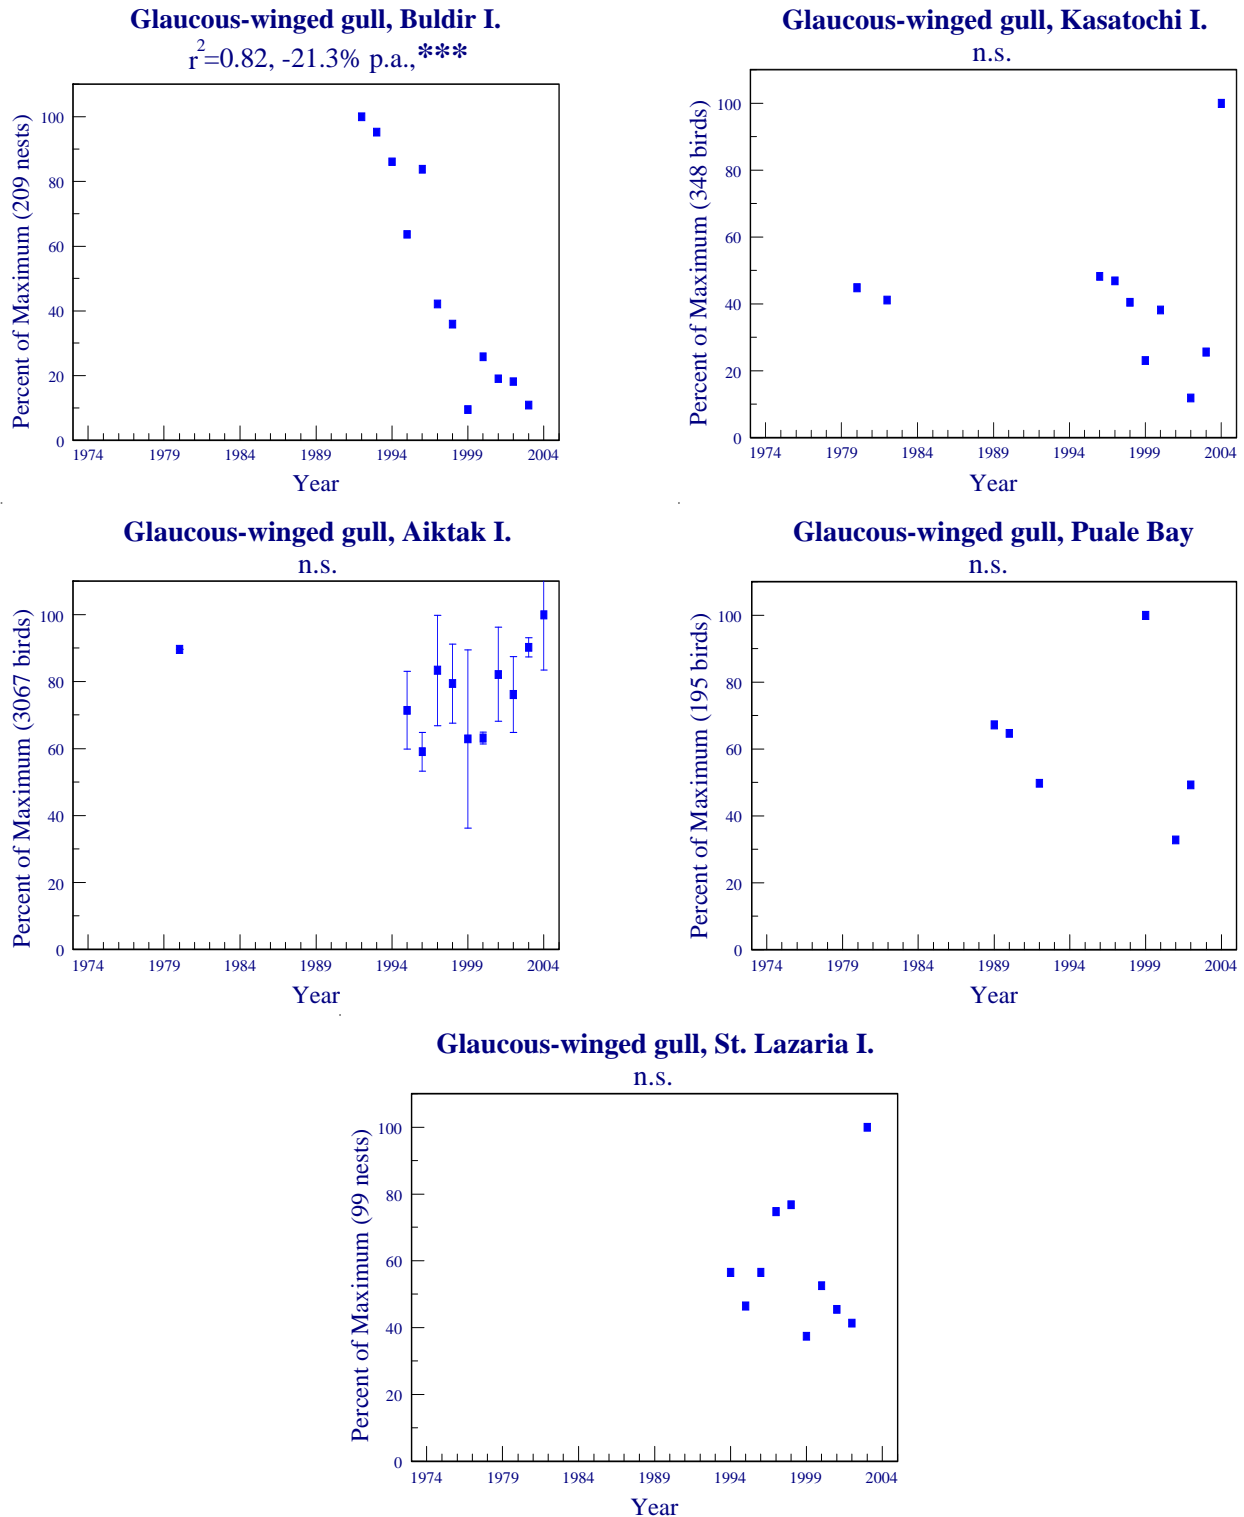 Glaucous-winged gull, Buldir I.
r2=0.82, -21.3% p.a.,***
Percent of Maximum (209 nests)
100
80
60
40
20
0
1974 1979 1984 1989 1994 1999 2004
Year
Glaucous-winged gull, Kasatochi I.
n.s.
Percent of Maximum (348 birds)
100
80
60
40
20
0
1974 1979 1984 1989 1994 1999 2004
Year
Glaucous-winged gull, Aiktak I.
n.s.
Percent of Maximum (3067 birds)
100
80
60
40
20
0
1974 1979 1984 1989 1994 1999 2004
Year
Glaucous-winged gull, Puale Bay
n.s.
Percent of Maximum (195 birds)
100
80
60
40
20
0
1974 1979 1984 1989 1994 1999 2004
Year
Glaucous-winged gull, St. Lazaria I.
n.s.
Percent of Maximum (99 nests)
100
80
60
40
20
0
1974 1979 1984 1989 1994 1999 2004
Year